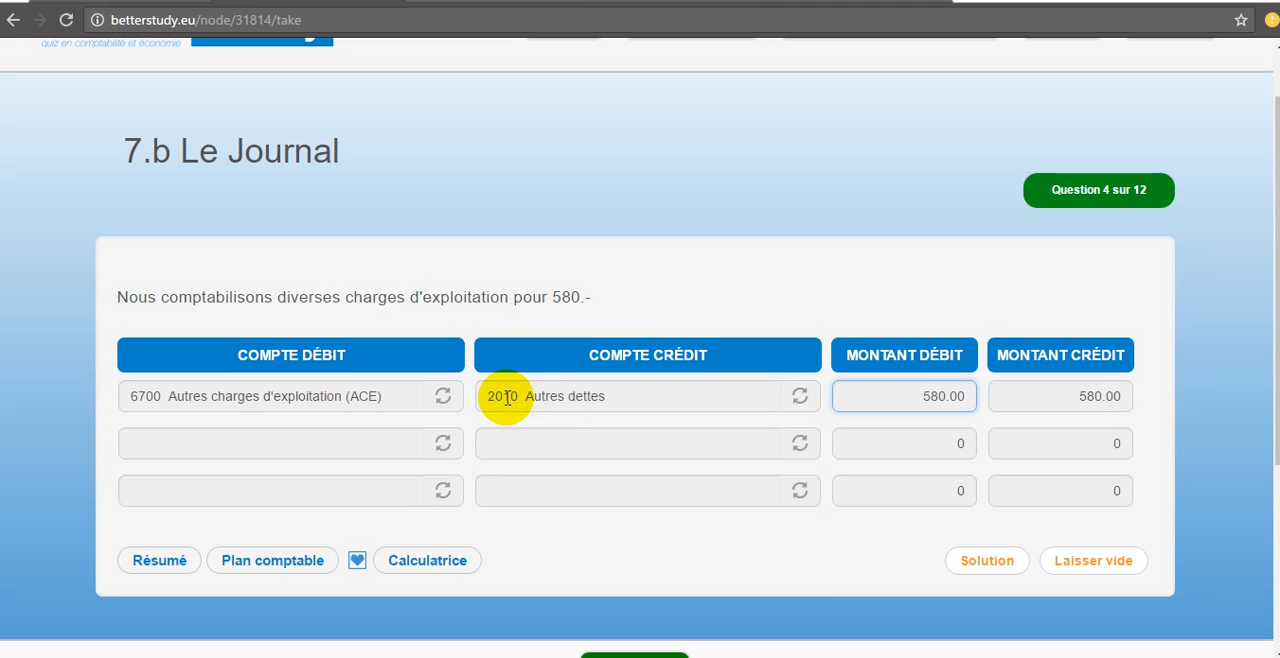 betterstudy.eu/node/31814/take
quiz en comptabilité et économie
7.b Le Journal
Question 4 sur 12
Nous comptabilisons diverses charges d'exploitation pour 580.-
COMPTE DÉBIT COMPTE CRÉDIT MONTANT DÉBIT MONTANT CRÉDIT
6700 Autres charges d'exploitation (ACE) Autres dettes 580.00 580.00
0 0
0 0
Résumé Plan comptable Calculatrice Solution Laisser vide